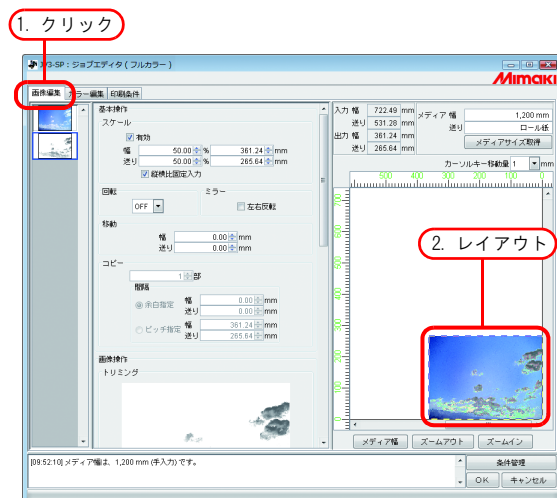 1. クリック
JV3-SP：ジョブエディタ ( フルカラー )
Mimaki
画像編集 カラー編集 印刷条件
基本操作
スケール
有効
幅 50.00 % 361.24 mm
送り 50.00 % 265.64 mm
縦横比固定入力
回転
OFF
ミラー
左右反転
移動
幅 0.00 mm
送り 0.00 mm
コピー
1 部
間隔
余白指定 幅 0.00 mm
送り 0.00 mm
ピッチ指定 幅 361.24 mm
送り 265.64 mm
画像操作
トリミング
入力 幅 722.49 mm
送り 531.28 mm
出力 幅 361.24 mm
送り 265.64 mm
メディア 幅 1,200 mm
送り ロール紙
メディアサイズ取得
カーソルキー移動量 1 mm
500 400 300 200 100 0
700
600
500
400
300
200
100
0
2. レイアウト
メディア幅 ズームアウト ズームイン
[09:52:10] メディア幅は、1,200 mm (手入力) です。
条件管理
OK キャンセル